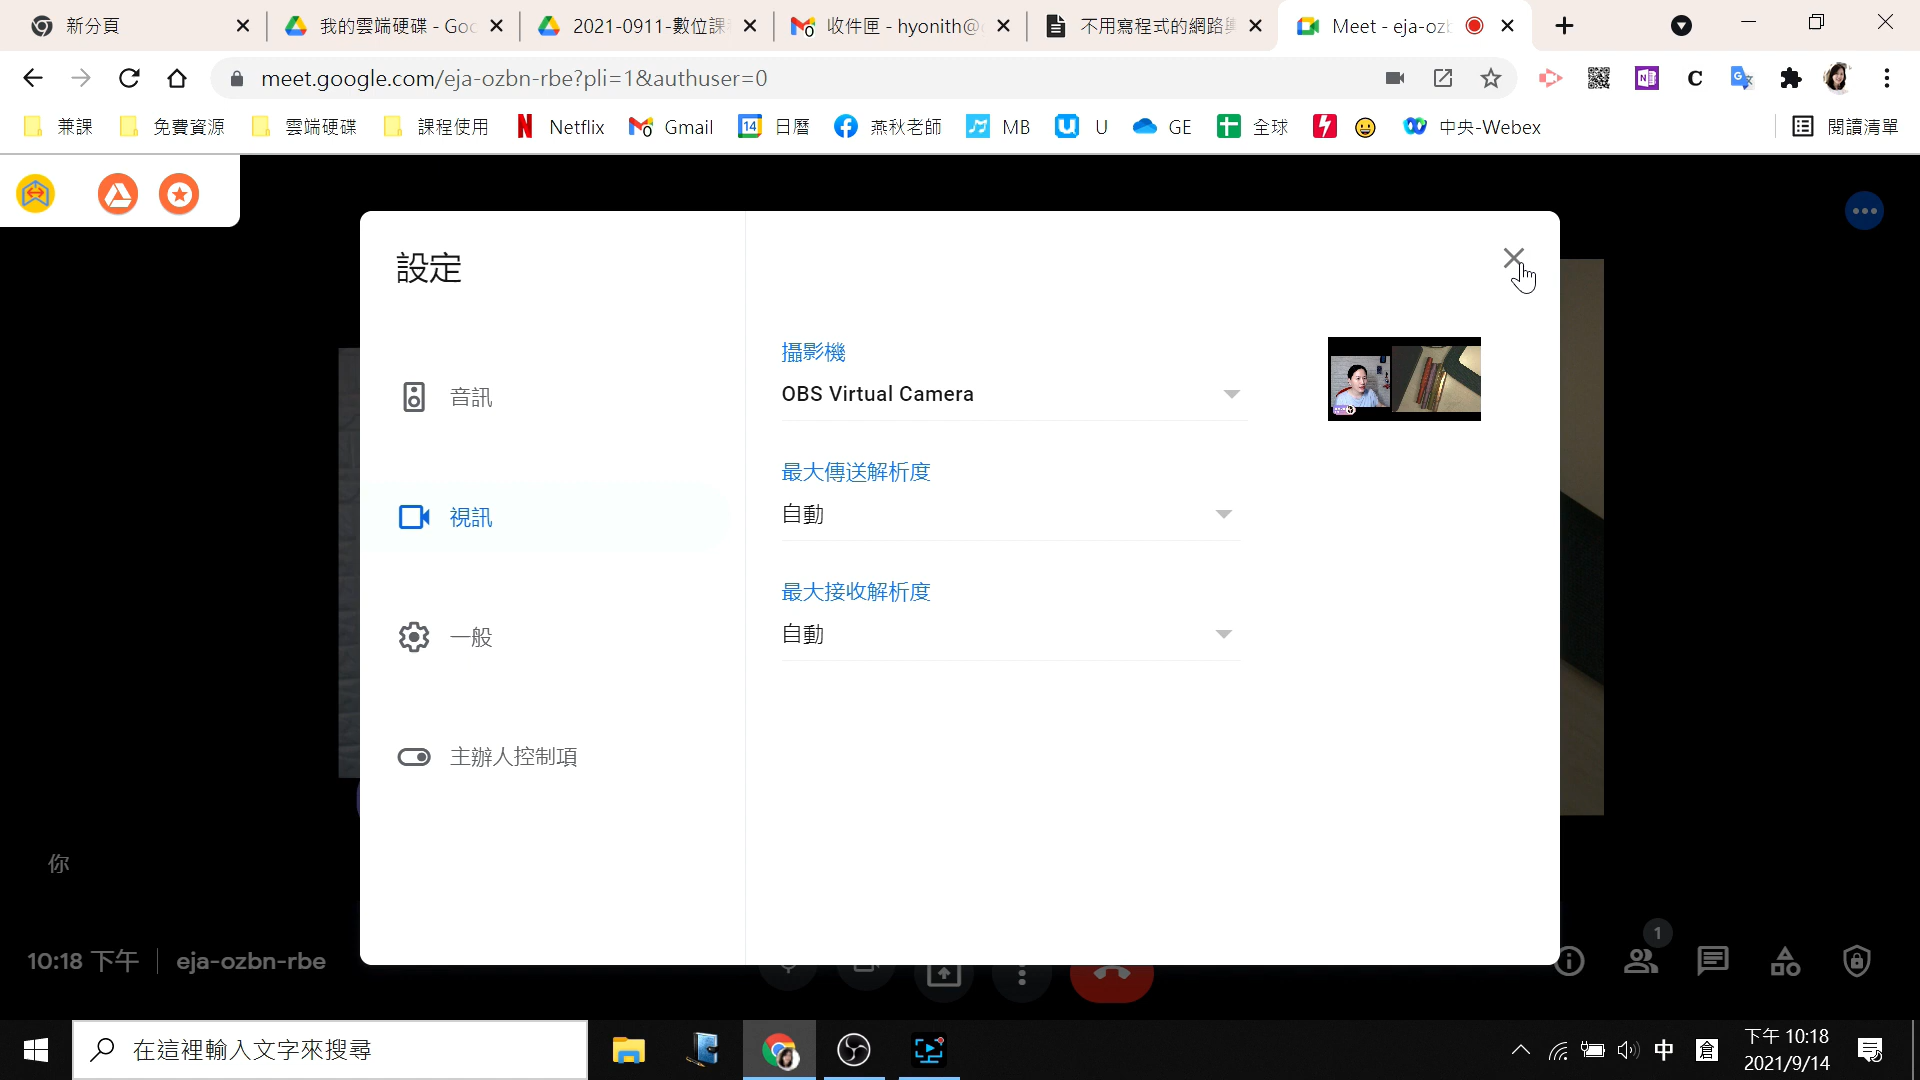 新分頁
我的雲端硬碟 - Goo
2021-0911-數位課
收件匣 - hyonith@
不用寫程式的網路
Meet - eja-ozb
meet.google.com/eja-ozbn-rbe?pli=1&authuser=0
兼課
免費資源
雲端硬碟
課程使用
Netflix
Gmail
14
日曆
燕秋老師
MB
U
GE
全球
中央-Webex
閱讀清單
設定
音訊
視訊
一般
主辦人控制項
攝影機
OBS Virtual Camera
最大傳送解析度
自動
最大接收解析度
自動
你
10:18 下午
eja-ozbn-rbe
1
在這裡輸入文字來搜尋
中
倉
下午 10:18
2021/9/14